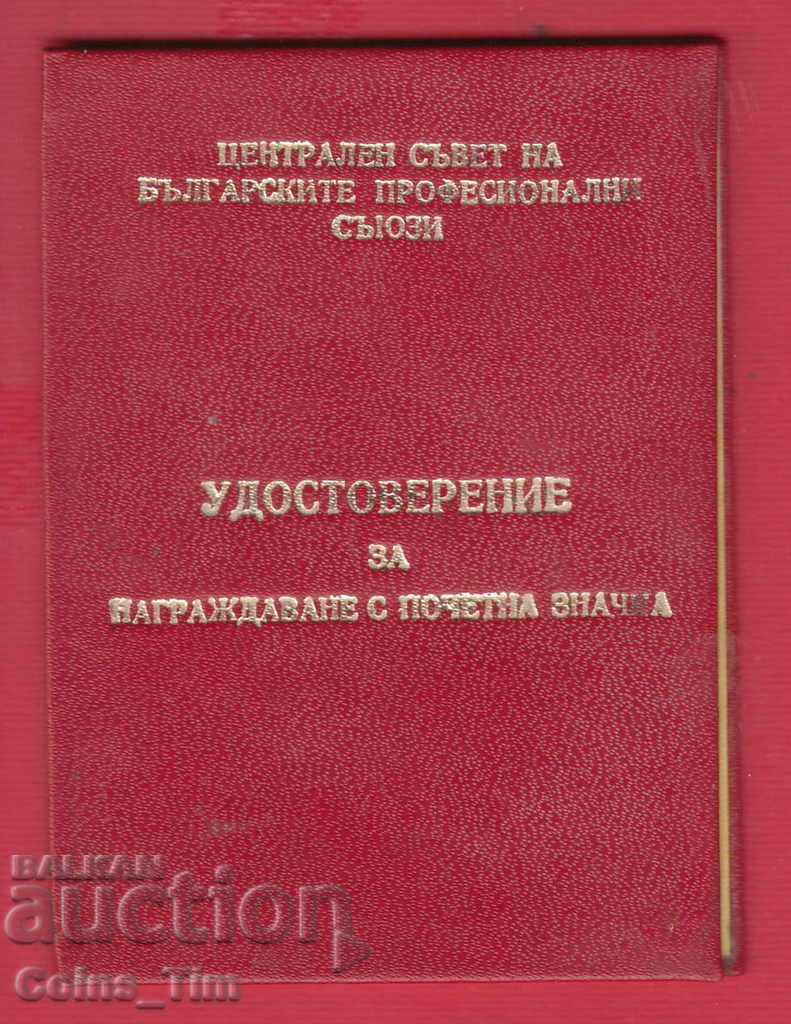 ЦЕНТРАЛЕН СЪВЕТ НА
БЪЛГАРСКИТЕ ПРОФЕСИОНАЛНИ
СЪЮЗИ
УДОСТОВЕРЕНИЕ
ЗА
НАГРАЖДАВАНЕ С ПОЧЕТНА ЗНАЧКА
BALKAN
auction
Coins_Tim